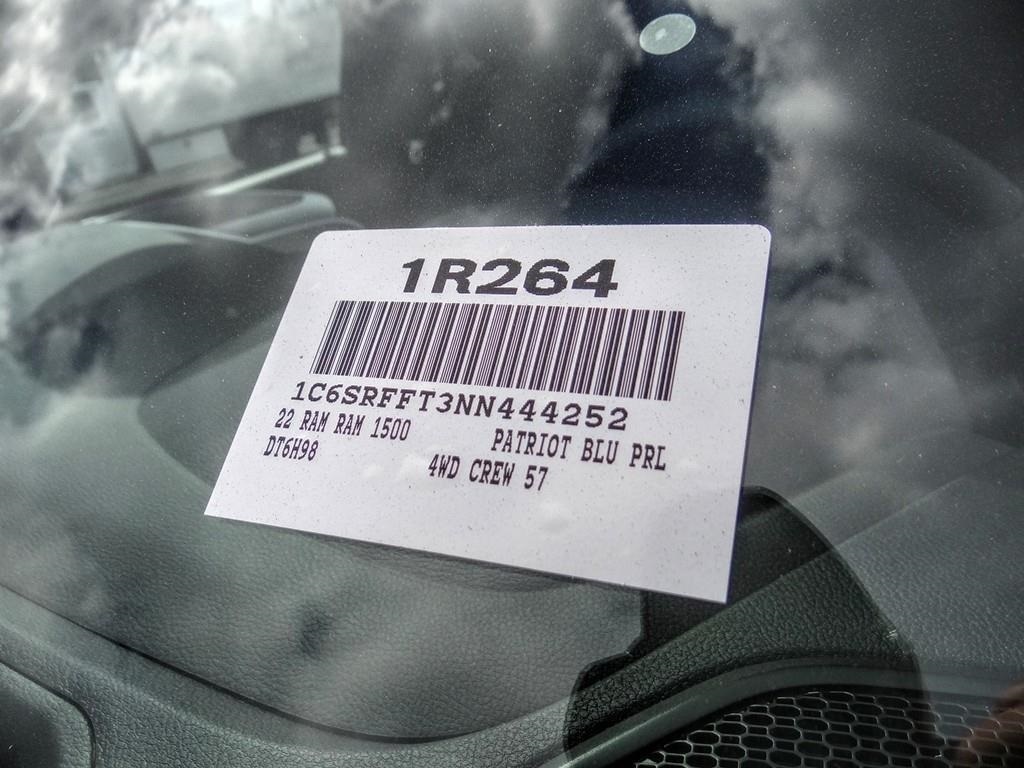 1R264
1C6SRFFT3NN444252
22 RAM RAM 1500 PATRIOT BLU PRL
DT6H98 4WD CREW 57